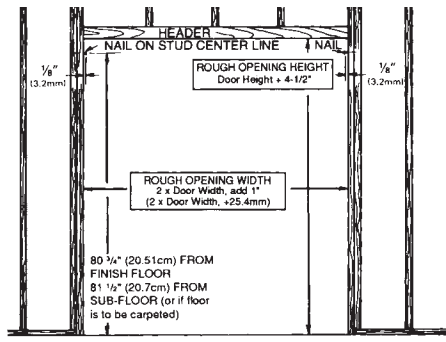 HEADER
NAIL ON STUD CENTER LINE NAIL
ROUGH OPENING HEIGHT
Door Height + 4-1/2"
1/8"
(3.2mm)
1/8"
(3.2mm)
ROUGH OPENING WIDTH
2 x Door Width, add 1"
(2 x Door Width, +25.4mm)
80 3/4" (20.51cm) FROM
FINISH FLOOR
81 1/2" (20.7cm) FROM
SUB-FLOOR (or if floor
is to be carpeted)